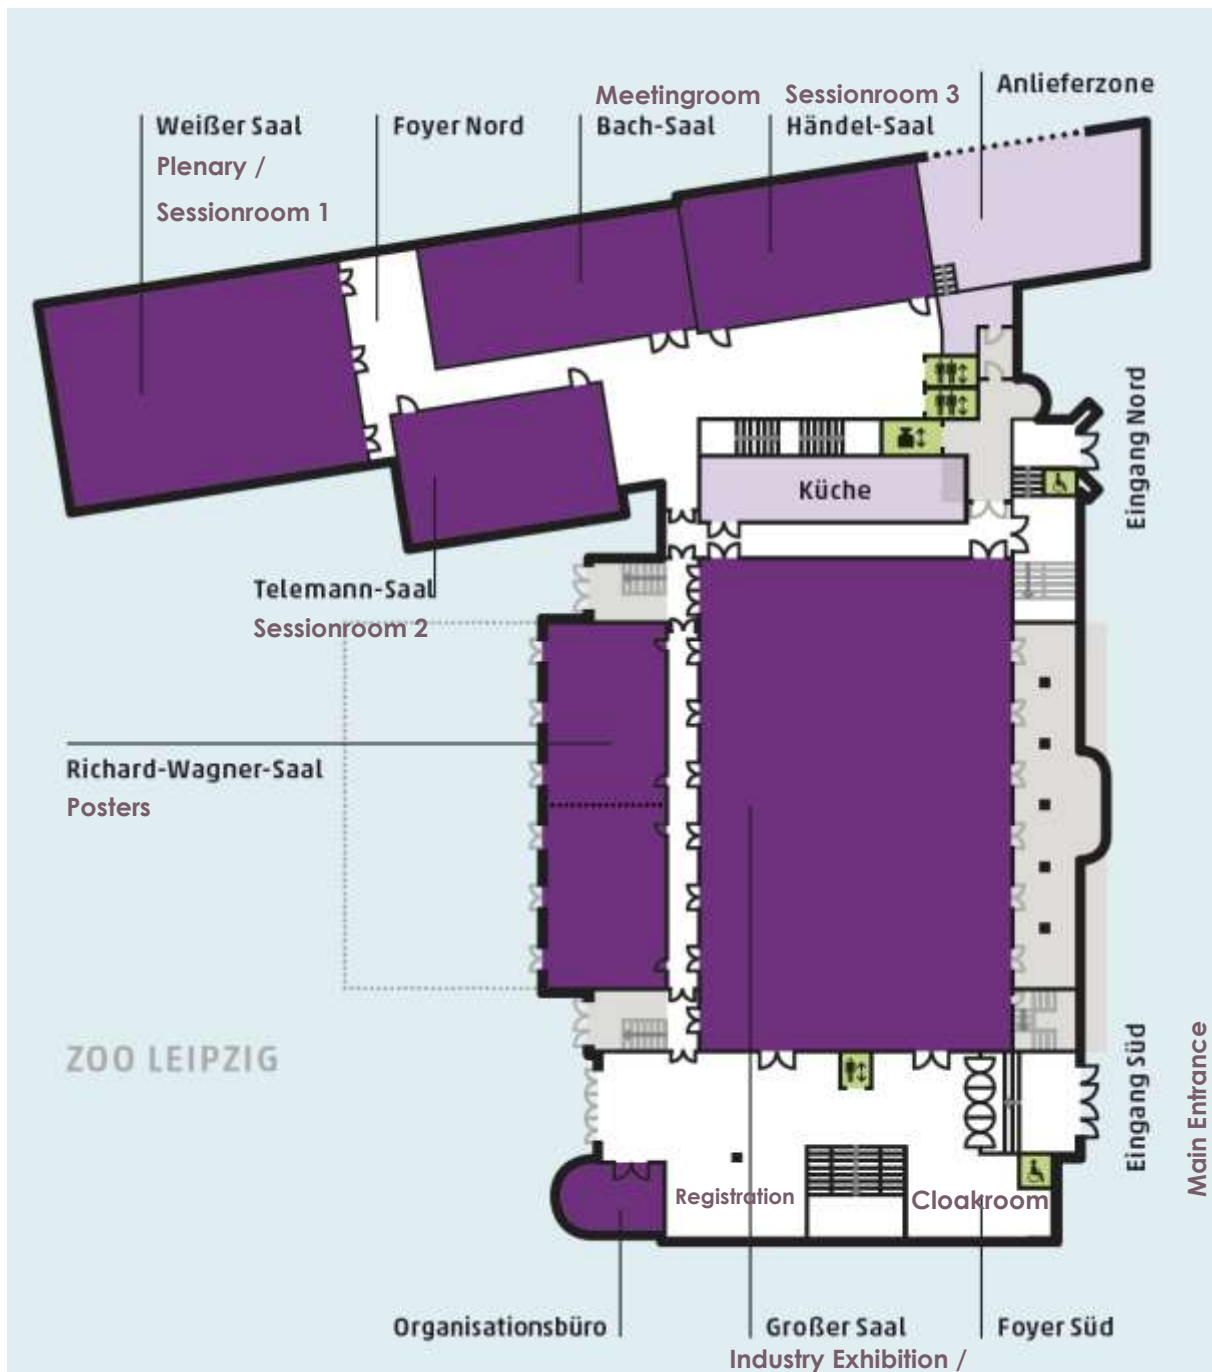 Anlieferzone
Meetingroom
Sessionroom 3
Weißer Saal
Foyer Nord
Bach-Saal
Händel-Saal
Plenary /
Sessionroom 1
Eingang Nord
Küche
Telemann-Saal
Sessionroom 2
Richard-Wagner-Saal
Posters
ZOO LEIPZIG
Eingang Süd
Main Entrance
Registration
Cloakroom
Organisationsbüro
Großer Saal
Foyer Süd
Industry Exhibition /